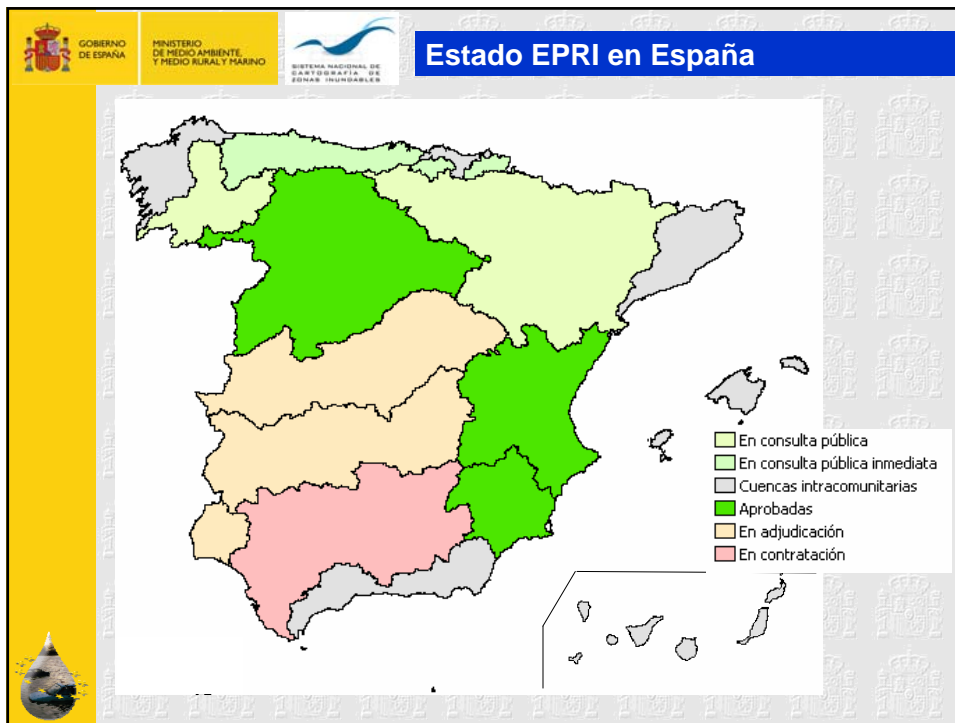 GOBIERNO
DE ESPAÑA
MINISTERIO
DE MEDIO AMBIENTE,
Y MEDIO RURAL Y MARINO
SISTEMA NACIONAL DE
CARTOGRAFÍA DE
ZONAS INUNDABLES
Estado EPRI en España
En consulta pública
En consulta pública inmediata
Cuencas intracomunitarias
Aprobadas
En adjudicación
En contratación